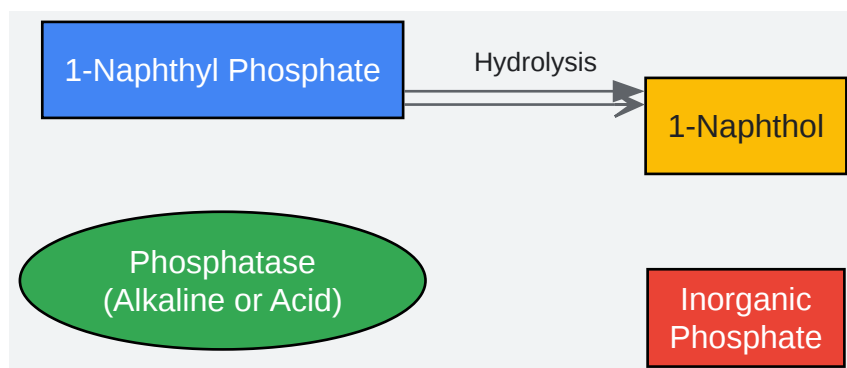 1-Naphthyl Phosphate
Hydrolysis
1-Naphthol
Phosphatase
(Alkaline or Acid)
Inorganic
Phosphate